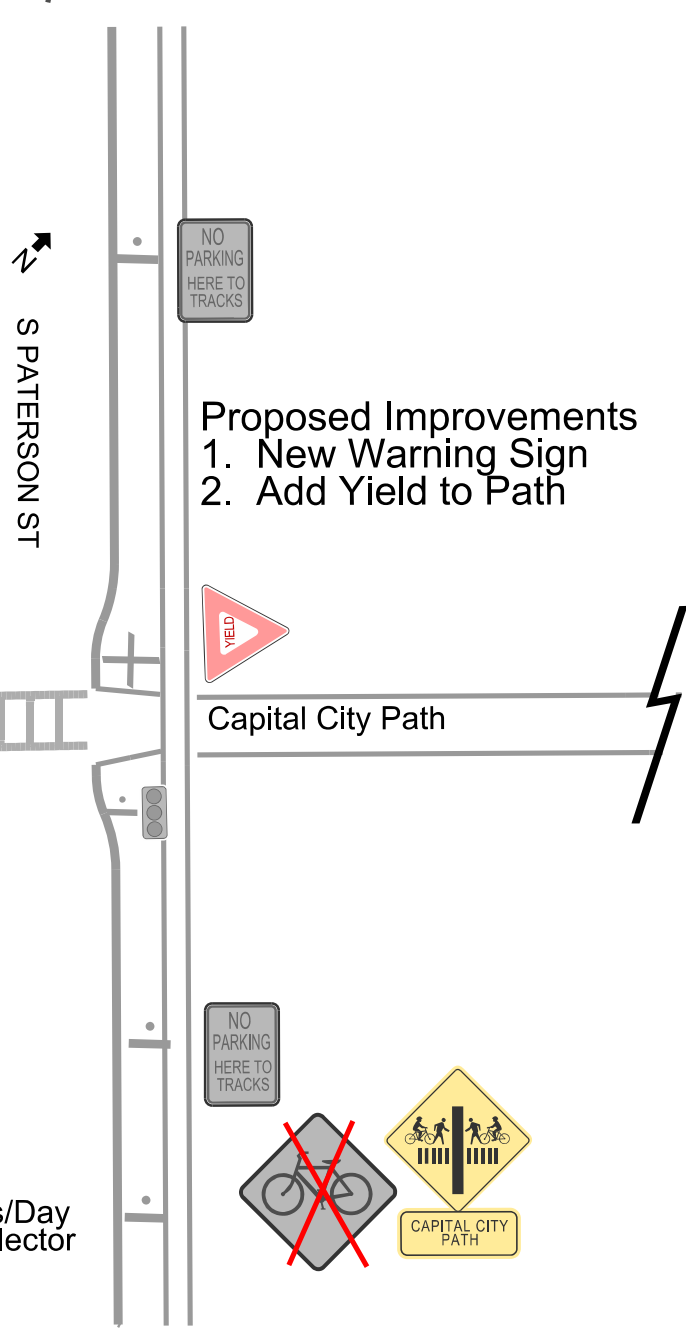 NO
PARKING
HERE TO
TRACKS
N
S PATERSON ST
Proposed Improvements
1. New Warning Sign
2. Add Yield to Path
YIELD
Capital City Path
NO
PARKING
HERE TO
TRACKS
CAPITAL CITY
PATH
/Day